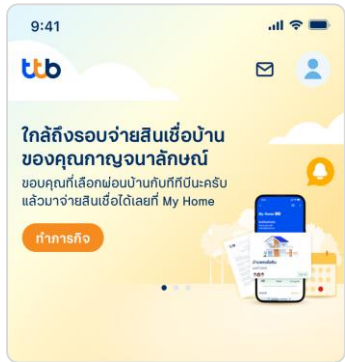 9:41
ttb
ใกล้ถึงรอบจ่ายสินเชื่อบ้าน
ของคุณกาญจนาลักษณ์
ขอบคุณที่เลือกผ่อนบ้านกับทีทีบีนะครับ
แล้วมาจ่ายสินเชื่อได้เลยที่ My Home
ทำภารกิจ
My Home